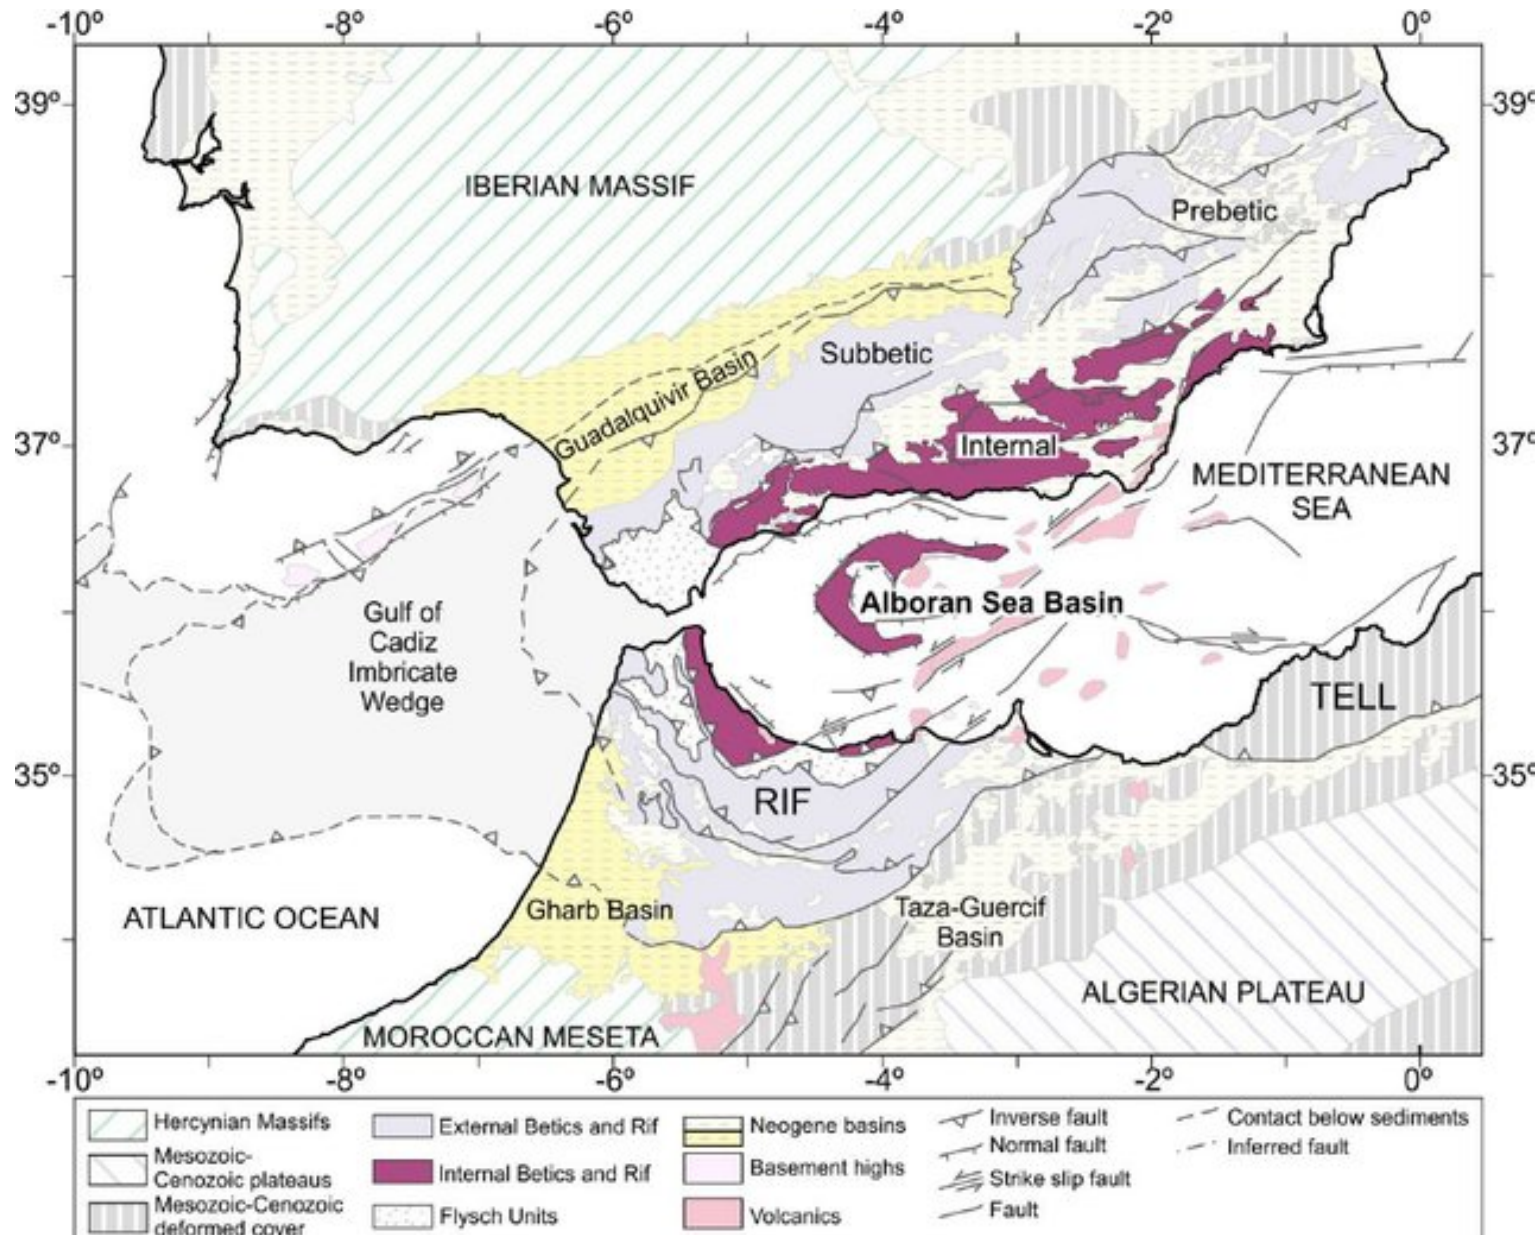 -10º -8º -6º -4º -2º 0º
39º 39º
IBERIAN MASSIF
Prebetic
Subbetic
Guadalquivir Basin
37º 37º
Internal
MEDITERRANEAN
SEA
Gulf of
Cadiz
Imbricate
Wedge
Alboran Sea Basin
TELL
35º 35º
RIF
ATLANTIC OCEAN
Gharb Basin
Taza-Guercif
Basin
ALGERIAN PLATEAU
MOROCCAN MESETA
-10º -8º -6º -4º -2º 0º
Hercynian Massifs
Mesozoic-
Cenozoic plateaus
Mesozoic-Cenozoic
deformed cover
External Betics and Rif
Internal Betics and Rif
Flysch Units
Neogene basins
Basement highs
Volcanics
Inverse fault
Normal fault
Strike slip fault
Fault
Contact below sediments
Inferred fault